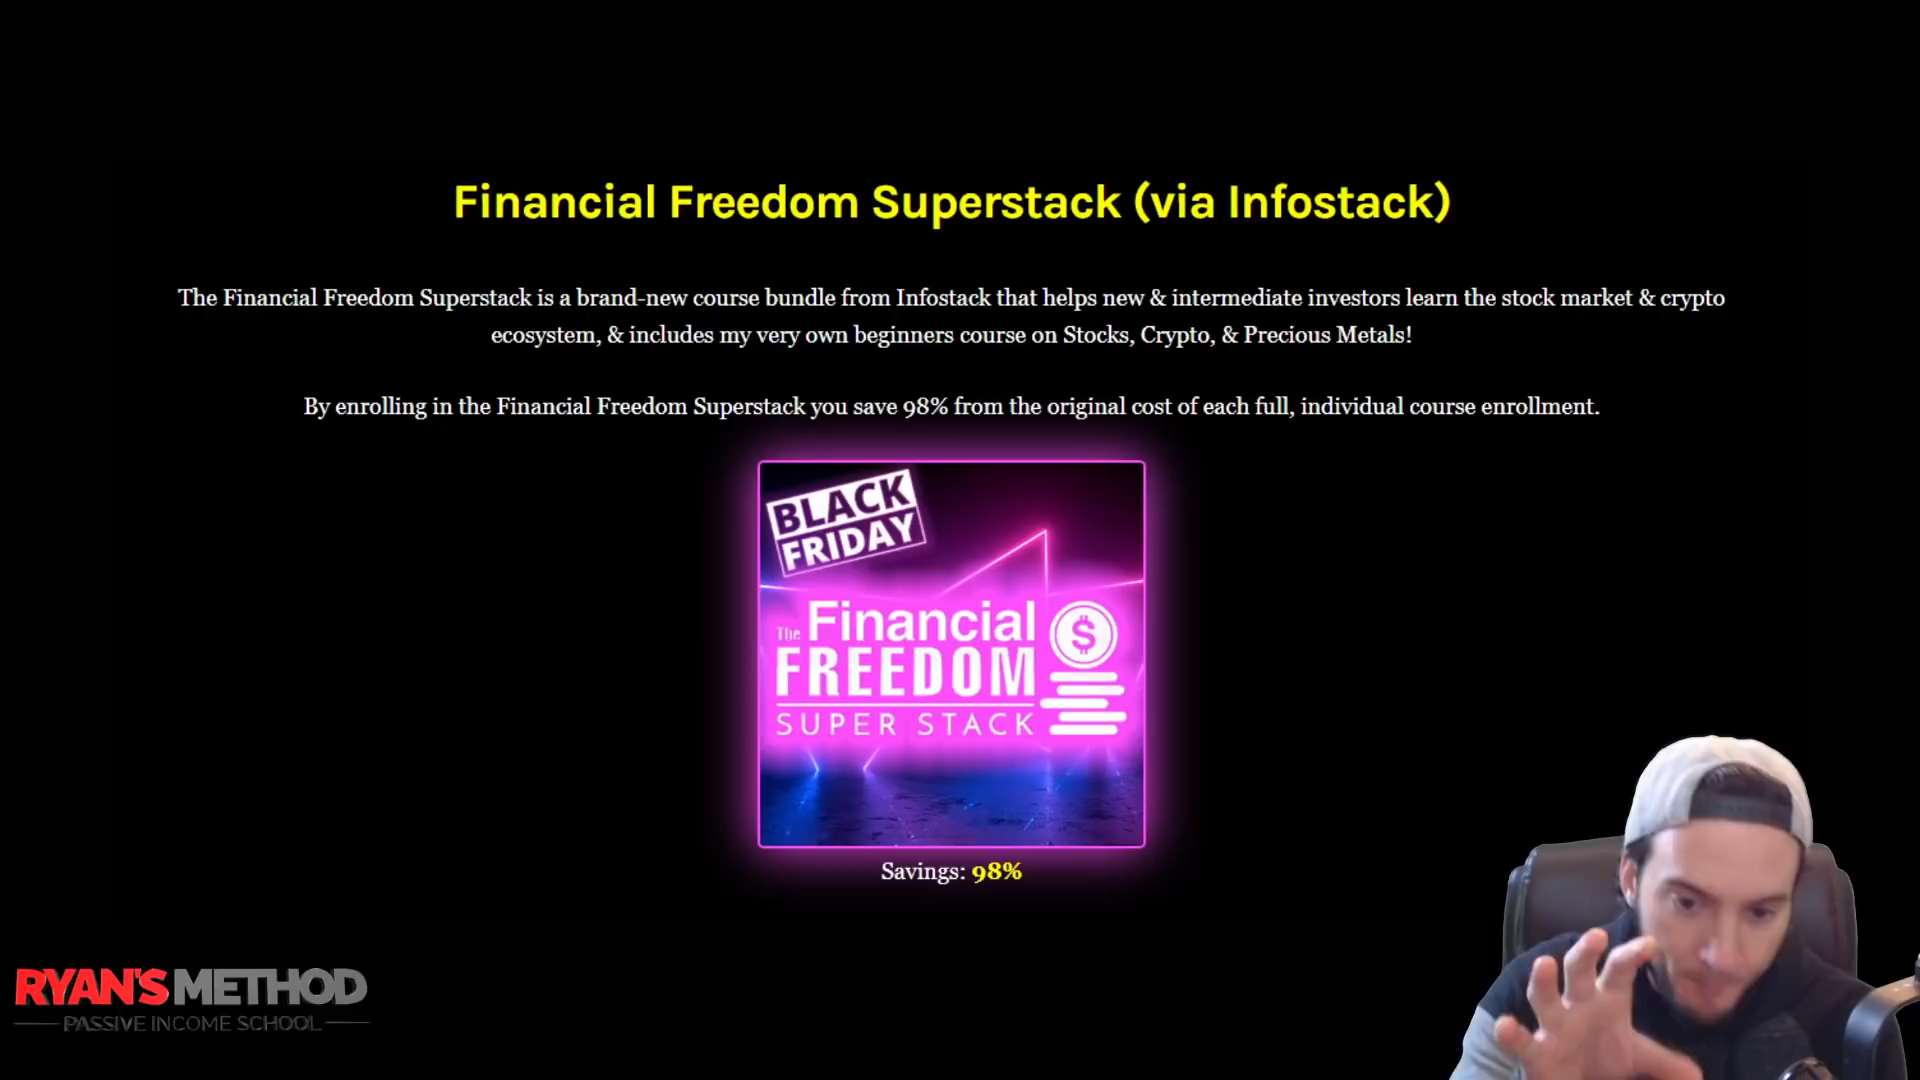 Financial Freedom Superstack (via Infostack)
The Financial Freedom Superstack is a brand-new course bundle from Infostack that helps new & intermediate investors learn the stock market & crypto
ecosystem, & includes my very own beginners course on Stocks, Crypto, & Precious Metals!
By enrolling in the Financial Freedom Superstack you save 98% from the original cost of each full, individual course enrollment.
BLACK
FRIDAY
The Financial
FREEDOM
SUPER STACK
$
Savings: 98%
RYAN'S METHOD
PASSIVE INCOME SCHOOL